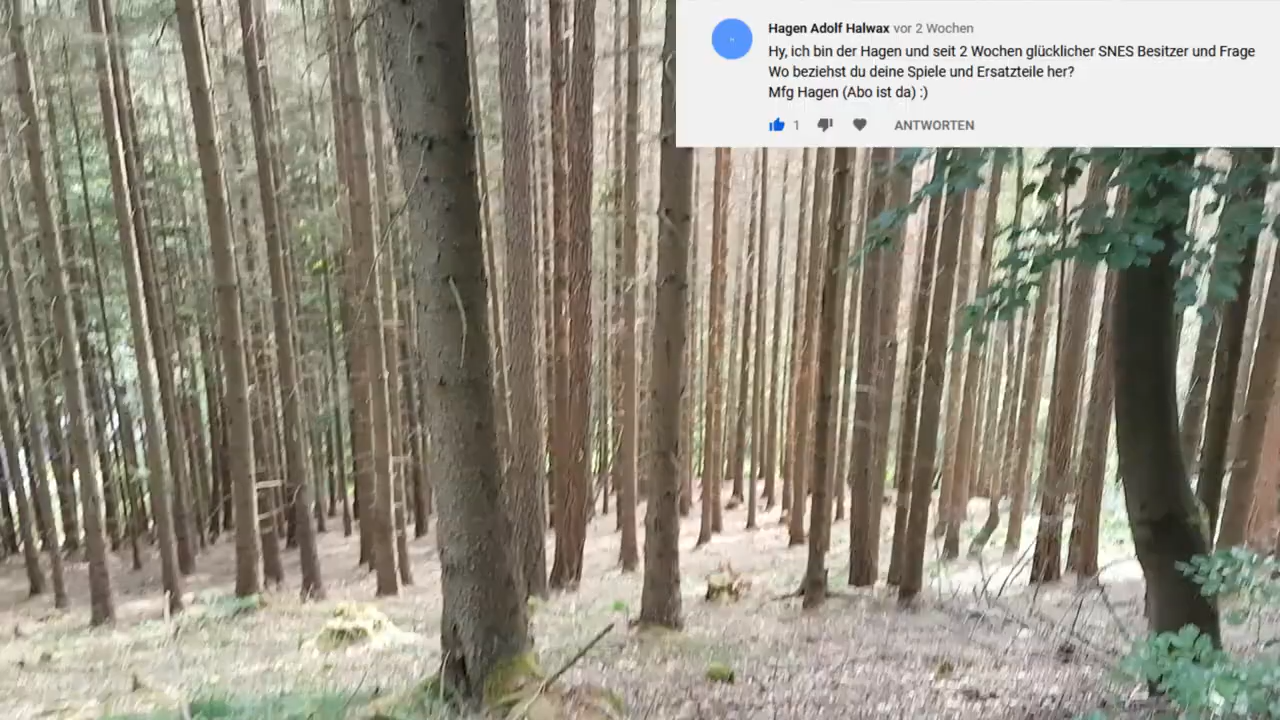 Hagen Adolf Halwax vor 2 Wochen
Hy, ich bin der Hagen und seit 2 Wochen glücklicher SNES Besitzer und Frage
Wo beziehst du deine Spiele und Ersatzteile her?
Mfg Hagen (Abo ist da) :)
1 ANTWORTEN